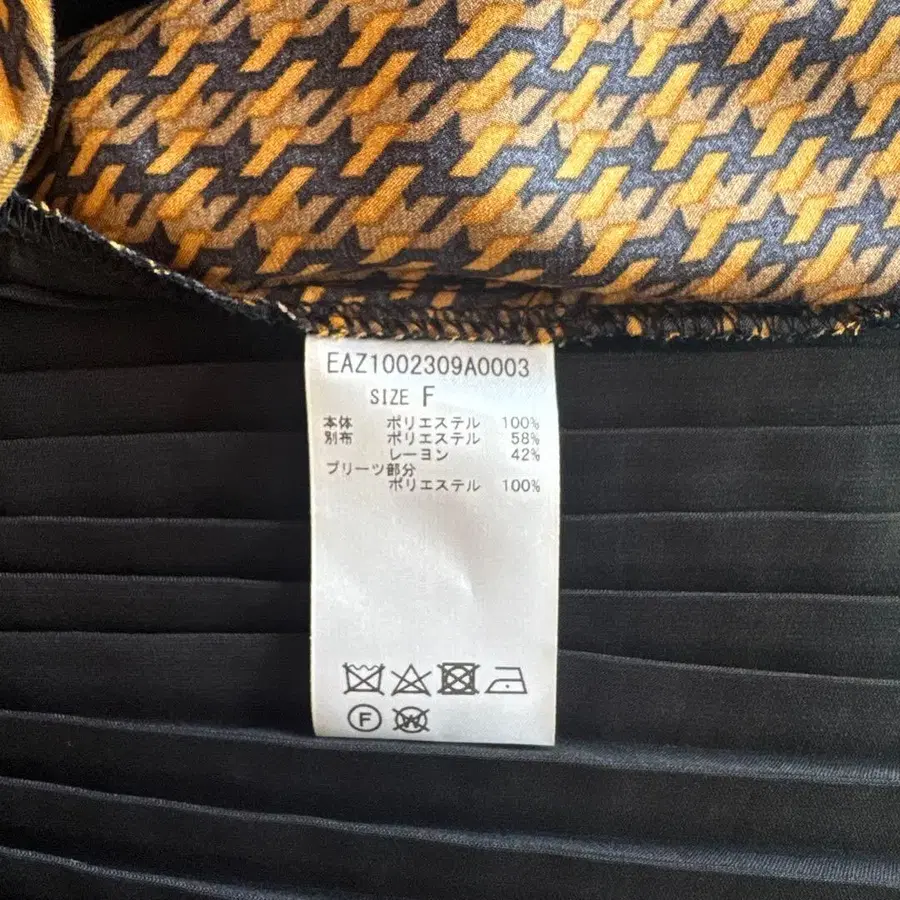 EAZ1002309A0003
SIZE F
本体 ポリエステル 100%
別布 ポリエステル 58%
レーヨン 42%
プリーツ部分
ポリエステル 100%
F W